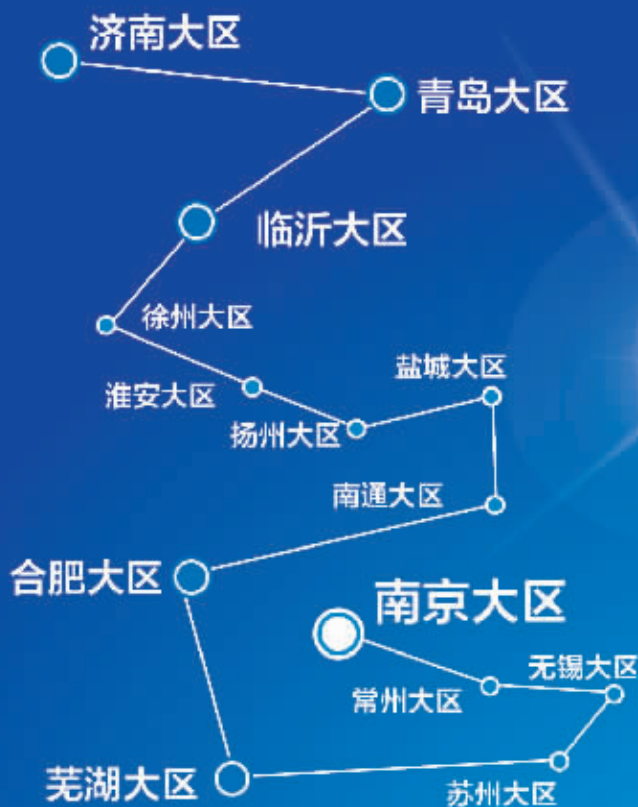 济南大区
青岛大区
临沂大区
徐州大区
盐城大区
淮安大区
扬州大区
南通大区
合肥大区
南京大区
无锡大区
常州大区
芜湖大区
苏州大区